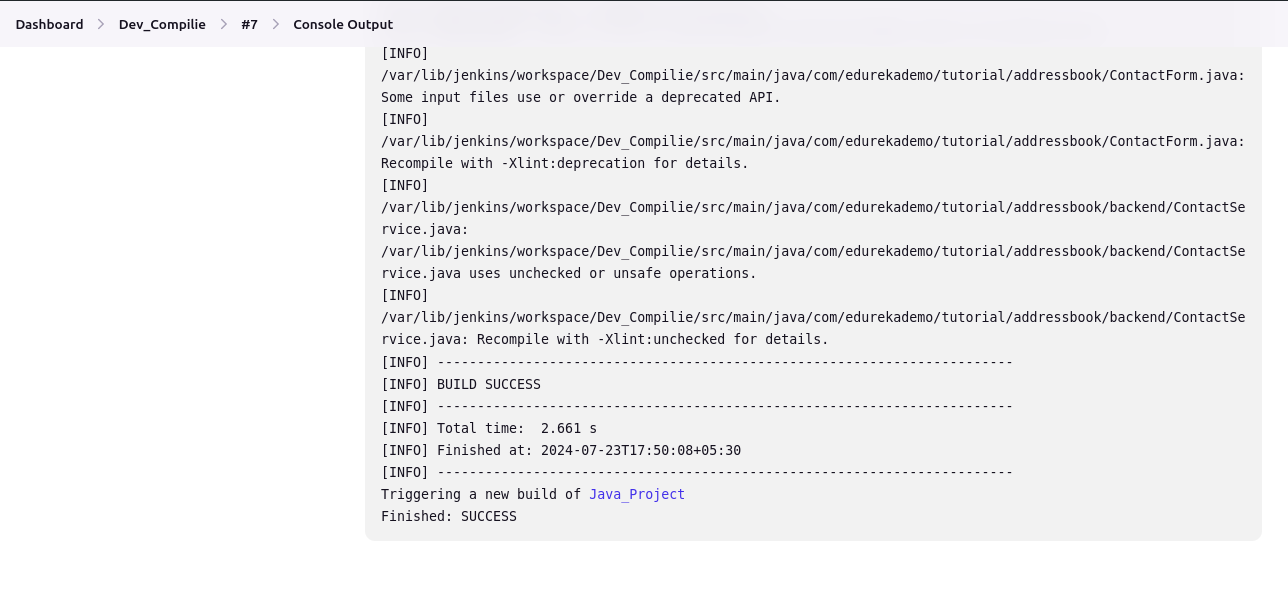 Dashboard > Dev_Compilie > #7 > Console Output
[INFO]
/var/lib/jenkins/workspace/Dev_Compilie/src/main/java/com/edurekademo/tutorial/addressbook/ContactForm.java:
Some input files use or override a deprecated API.
[INFO]
/var/lib/jenkins/workspace/Dev_Compilie/src/main/java/com/edurekademo/tutorial/addressbook/ContactForm.java:
Recompile with -Xlint:deprecation for details.
[INFO]
/var/lib/jenkins/workspace/Dev_Compilie/src/main/java/com/edurekademo/tutorial/addressbook/backend/ContactSe
rvice.java:
/var/lib/jenkins/workspace/Dev_Compilie/src/main/java/com/edurekademo/tutorial/addressbook/backend/ContactSe
rvice.java uses unchecked or unsafe operations.
[INFO]
/var/lib/jenkins/workspace/Dev_Compilie/src/main/java/com/edurekademo/tutorial/addressbook/backend/ContactSe
rvice.java: Recompile with -Xlint:unchecked for details.
[INFO] ------------------------------------------------------------------------
[INFO] BUILD SUCCESS
[INFO] ------------------------------------------------------------------------
[INFO] Total time:  2.661 s
[INFO] Finished at: 2024-07-23T17:50:08+05:30
[INFO] ------------------------------------------------------------------------
Triggering a new build of Java_Project
Finished: SUCCESS